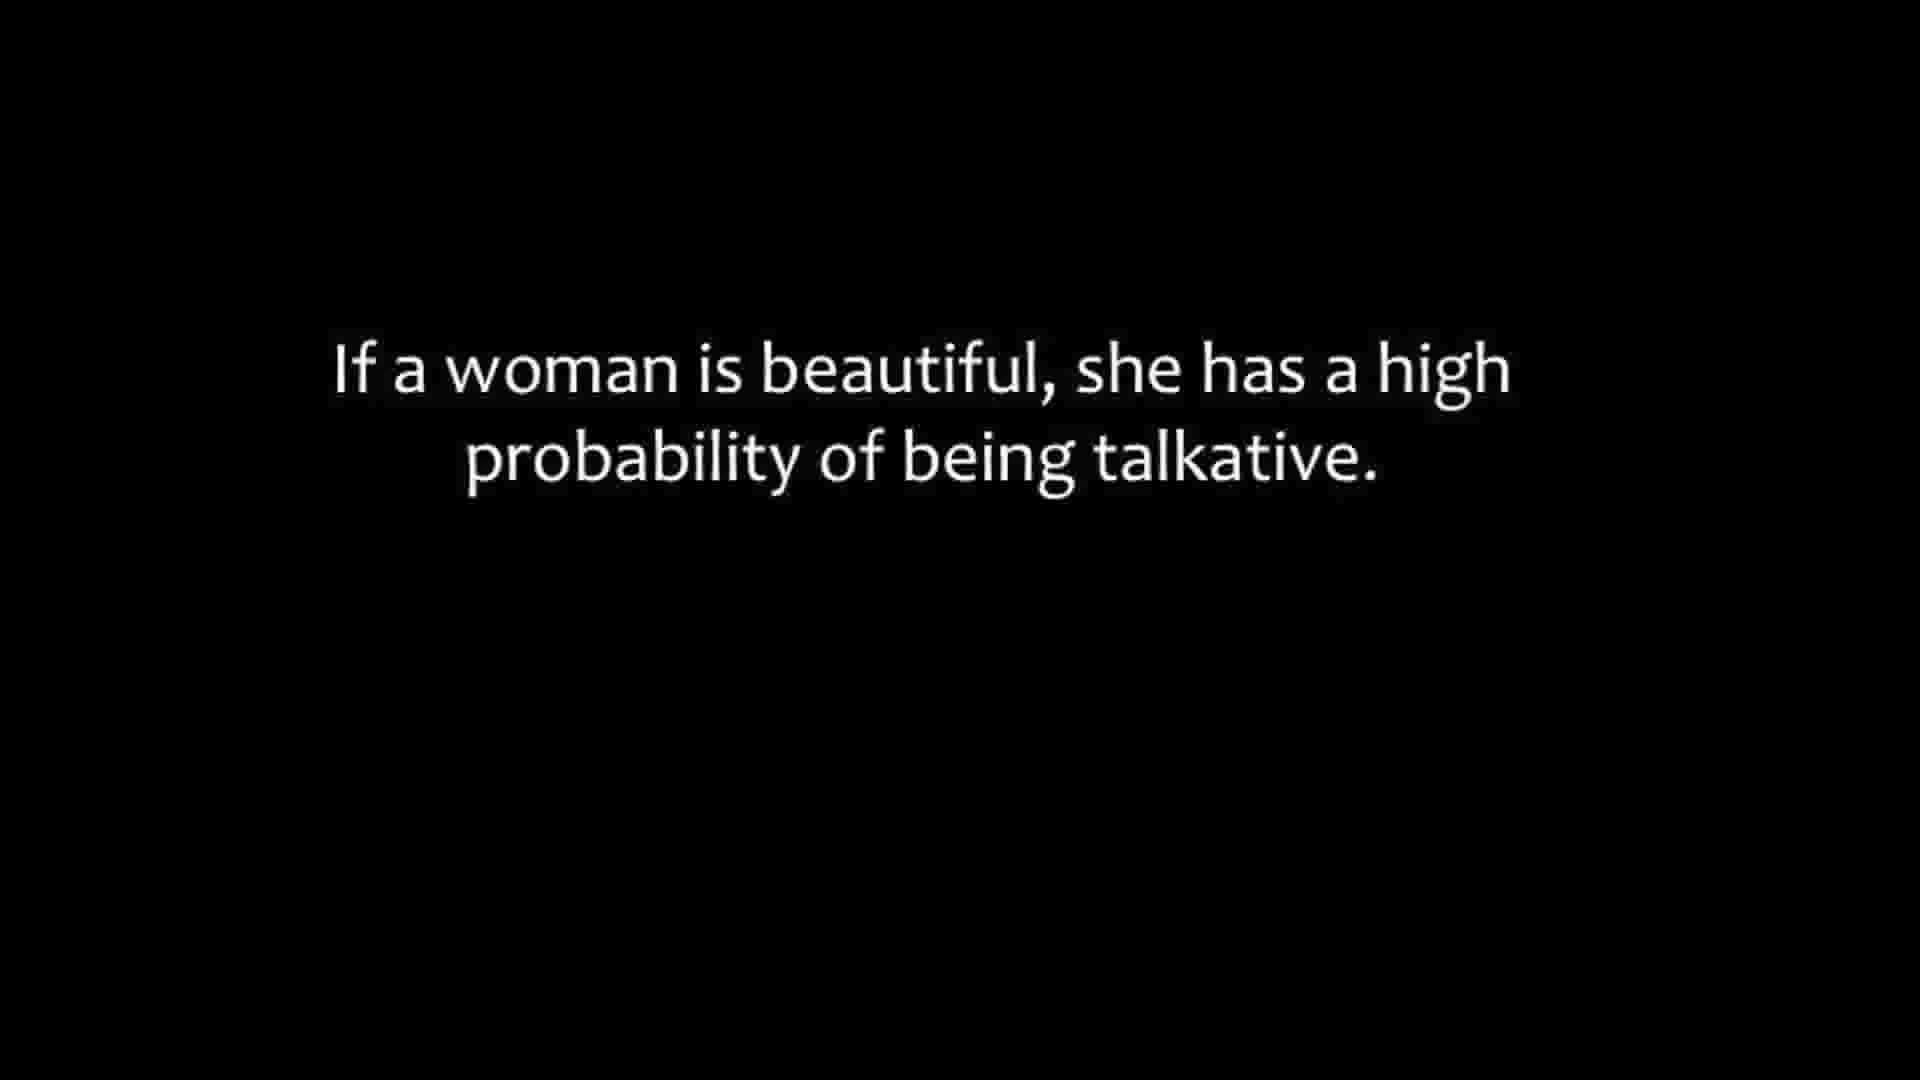 If a woman is beautiful, she has a high
probability of being talkative.